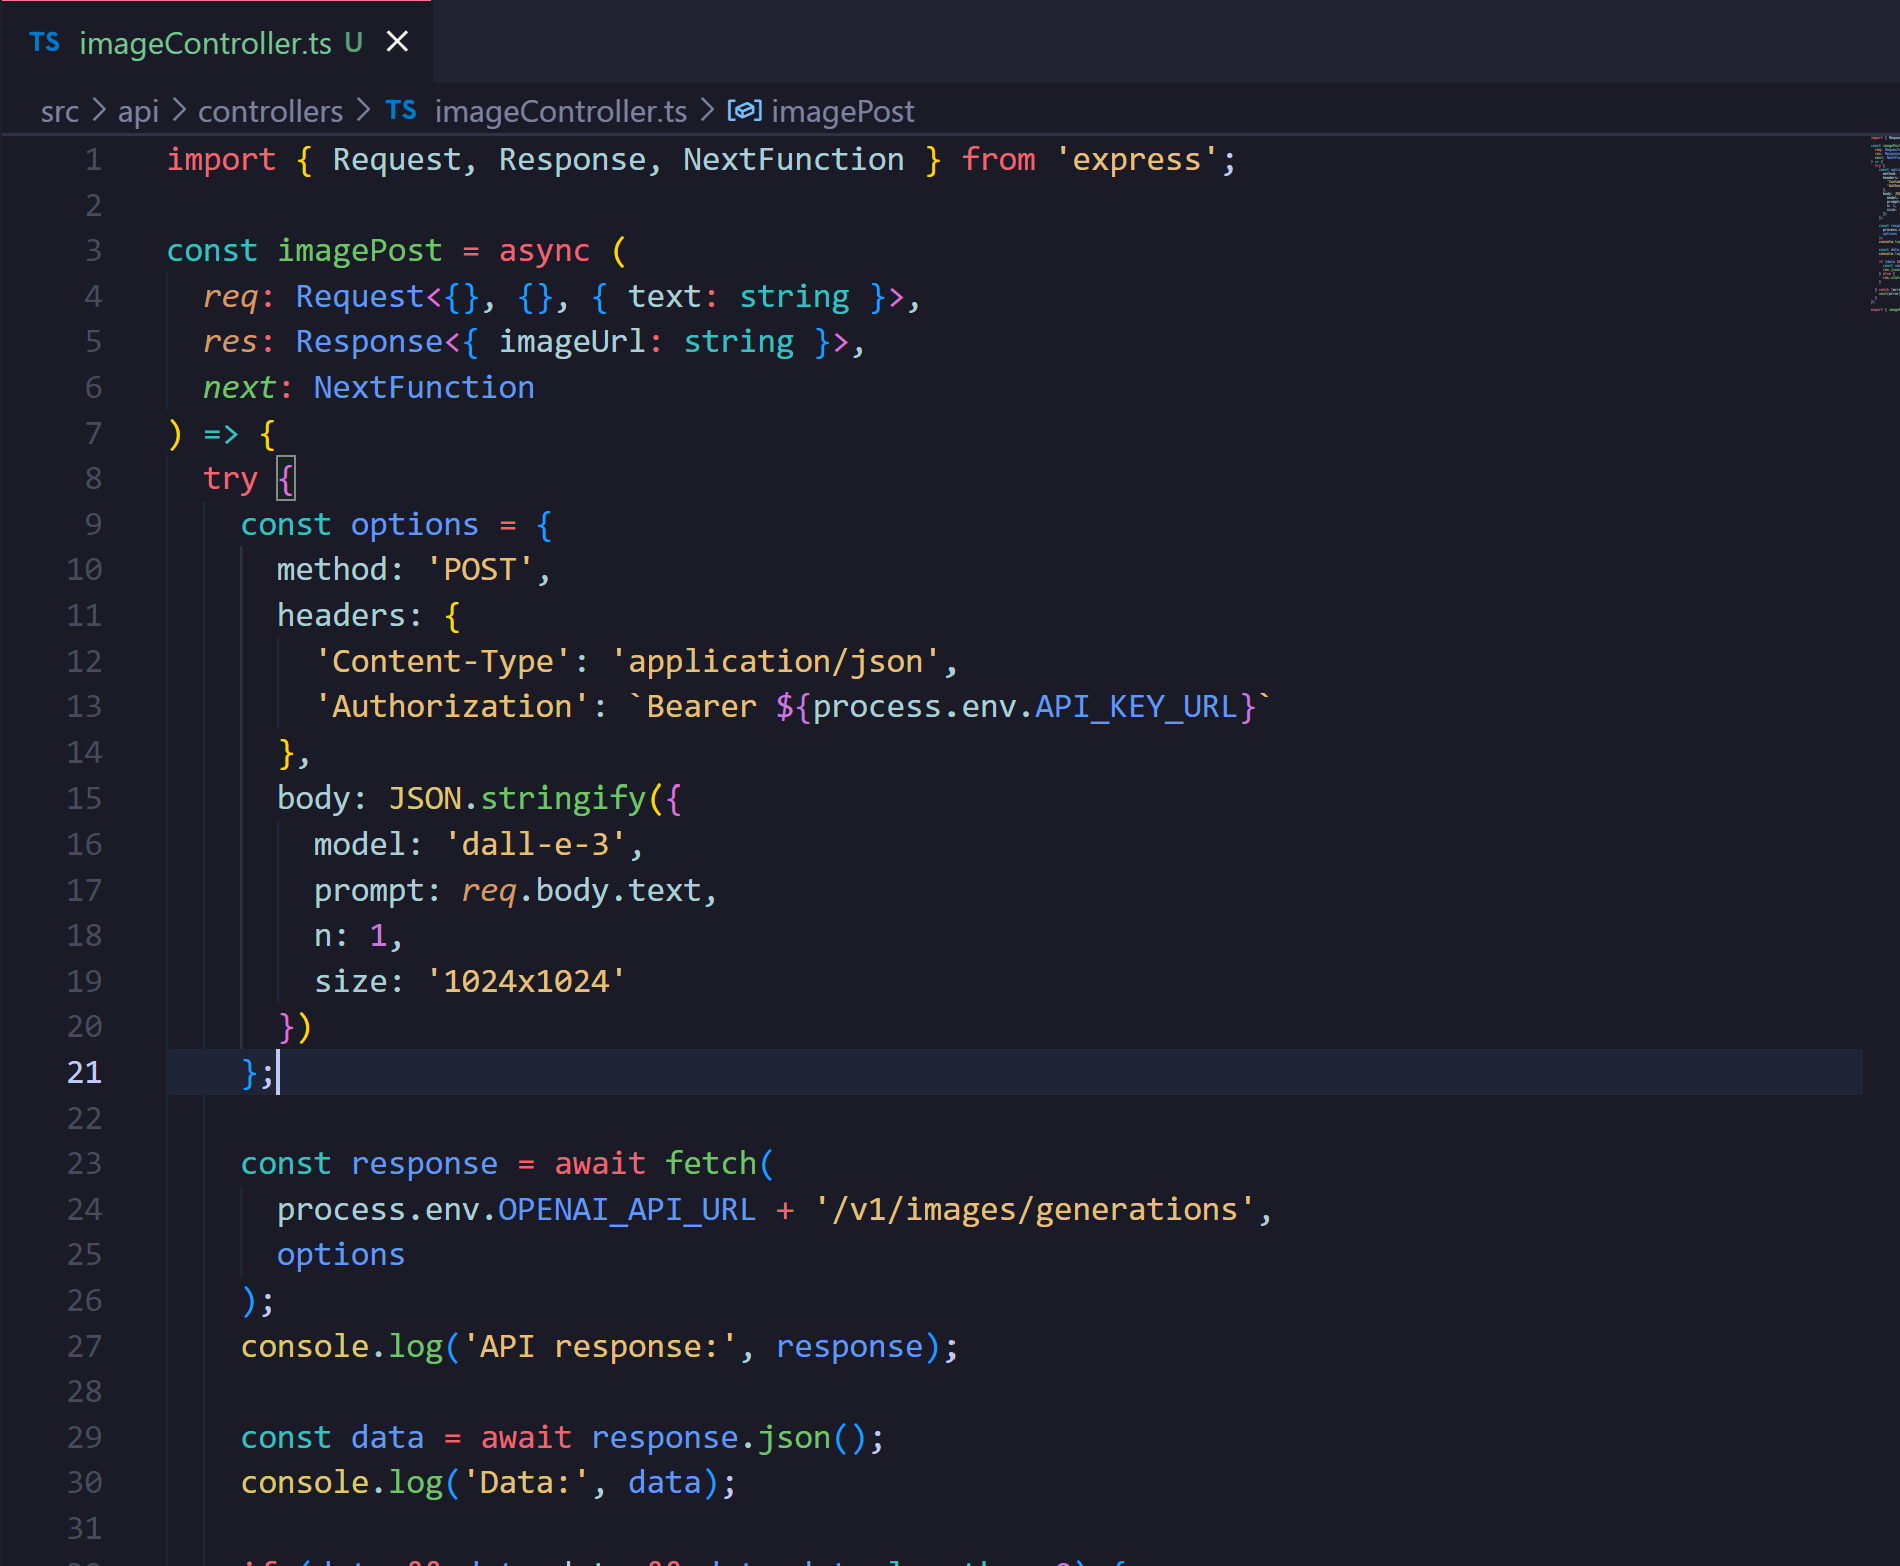 TS imageController.ts U
src > api > controllers > TS imageController.ts > imagePost
1 import { Request, Response, NextFunction } from 'express';
2
3 const imagePost = async (
4 req: Request<{}, {}, { text: string }>,
5 res: Response<{ imageUrl: string }>,
6 next: NextFunction
7 ) => {
8 try {
9 const options = {
10 method: 'POST',
11 headers: {
12 'Content-Type': 'application/json',
13 'Authorization': `Bearer ${process.env.API_KEY_URL}`
14 },
15 body: JSON.stringify({
16 model: 'dall-e-3',
17 prompt: req.body.text,
18 n: 1,
19 size: '1024x1024'
20 })
21 };
22
23 const response = await fetch(
24 process.env.OPENAI_API_URL + '/v1/images/generations',
25 options
26 );
27 console.log('API response:', response);
28
29 const data = await response.json();
30 console.log('Data:', data);
31